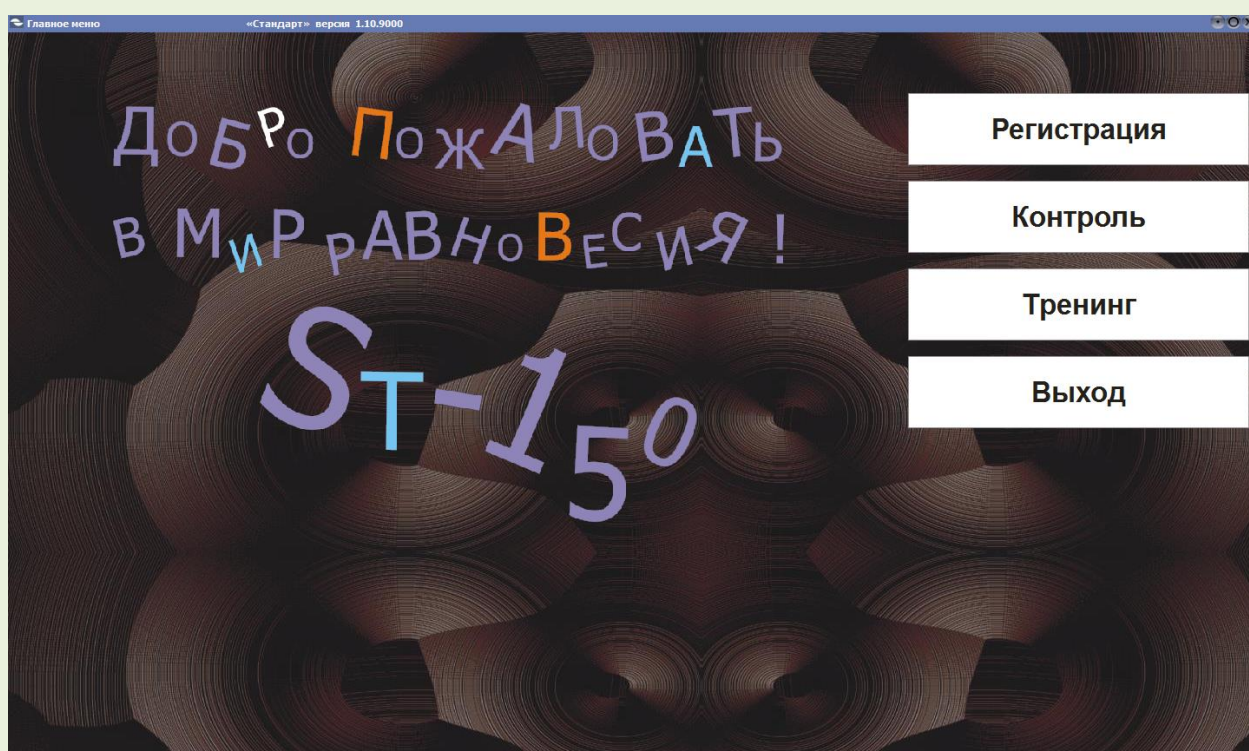 Главное меню «Стандарт» версия 1.10.9000
ДоБРо ПожАЛоВАТЬ
в МиР рАВНоВЕСИЯ !
ST-150
Регистрация
Контроль
Тренинг
Выход